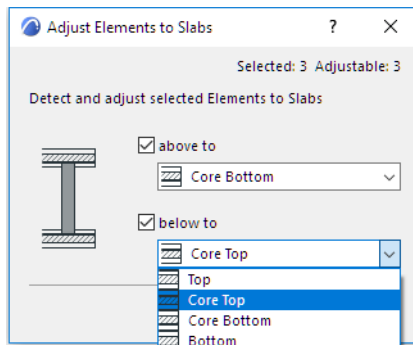 Adjust Elements to Slabs
Selected: 3 Adjustable: 3
Detect and adjust selected Elements to Slabs
above to
Core Bottom
below to
Core Top
Top
Core Top
Core Bottom
Bottom